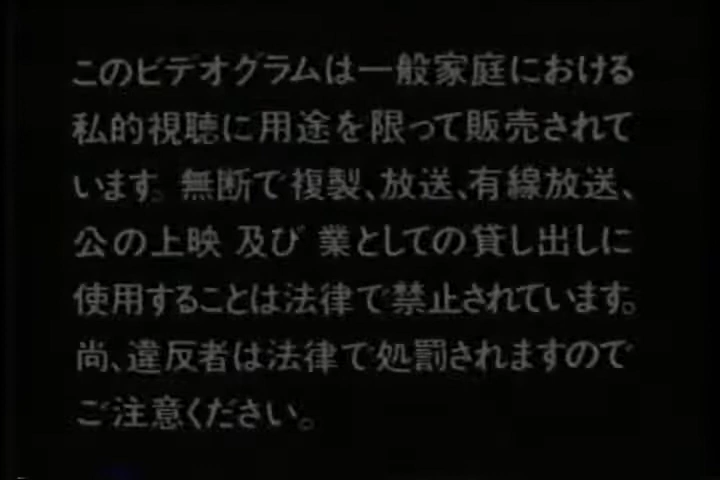 このビデオグラムは一般家庭における
私的視聴に用途を限って販売されて
います。無断で複製、放送、有線放送、
公の上映 及び 業としての貸し出しに
使用することは法律で禁止されています。
尚、違反者は法律で処罰されますので
ご注意ください。